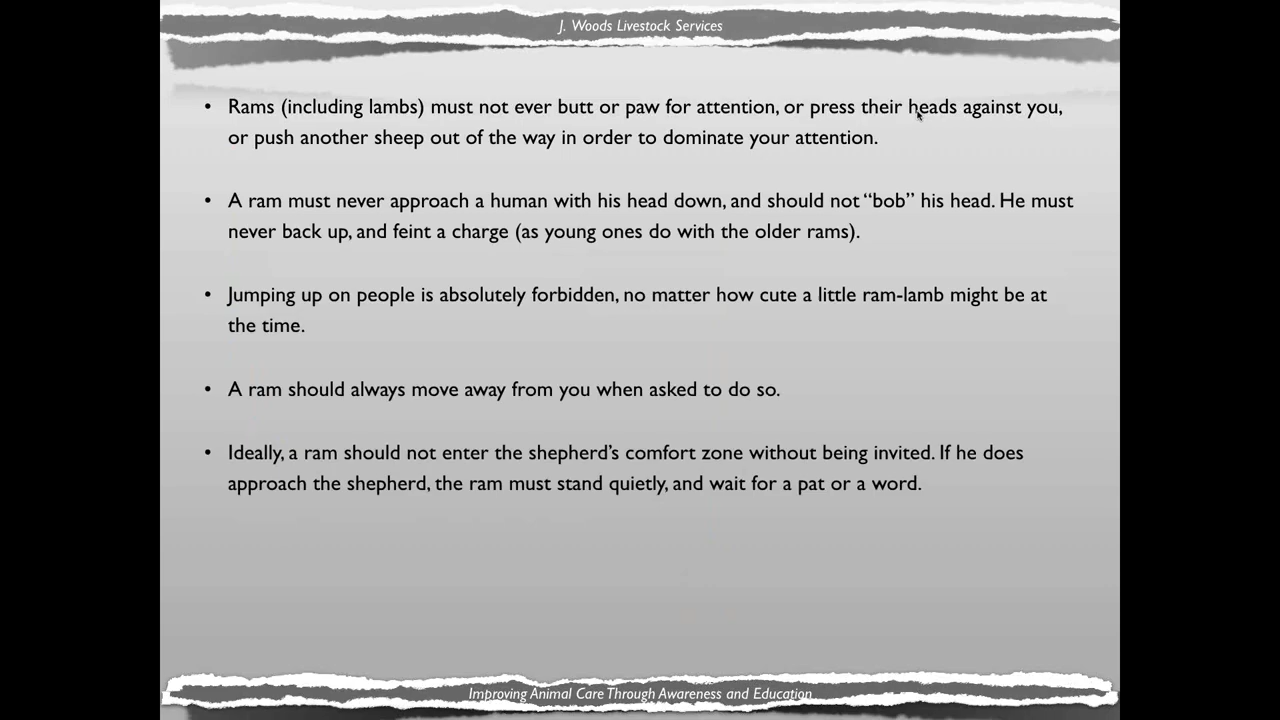 J. Woods Livestock Services
• Rams (including lambs) must not ever butt or paw for attention, or press their heads against you,
or push another sheep out of the way in order to dominate your attention.
• A ram must never approach a human with his head down, and should not “bob” his head. He must
never back up, and feint a charge (as young ones do with the older rams).
• Jumping up on people is absolutely forbidden, no matter how cute a little ram-lamb might be at
the time.
• A ram should always move away from you when asked to do so.
• Ideally, a ram should not enter the shepherd’s comfort zone without being invited. If he does
approach the shepherd, the ram must stand quietly, and wait for a pat or a word.
Improving Animal Care Through Awareness and Education